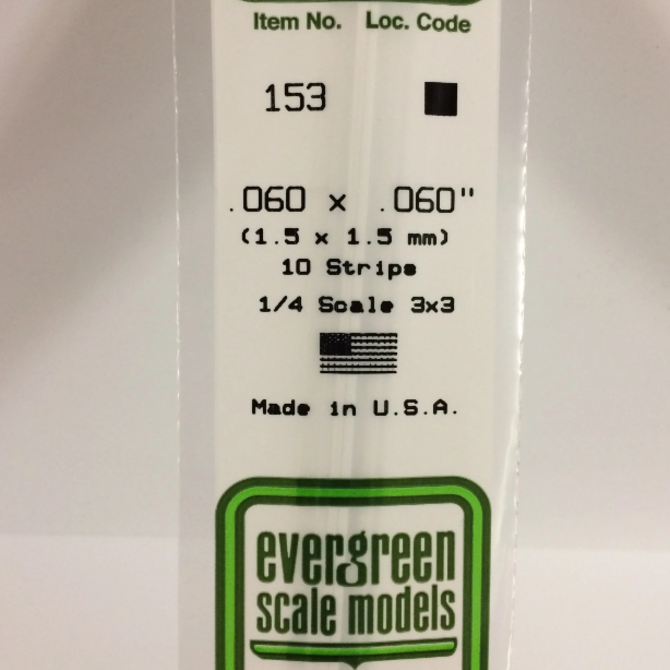 Item No. Loc. Code
153
.060 x .060"
(1.5 x 1.5 mm)
10 Strips
1/4 Scale 3x3
Made in U.S.A.
evergreen
scale models